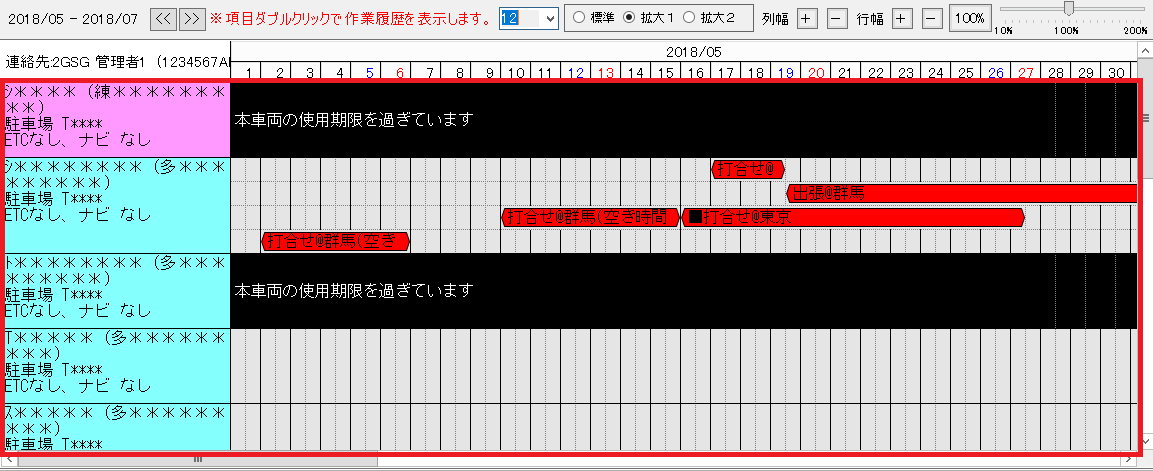 2018/05 - 2018/07 << >> ※項目ダブルクリックで作業履歴を表示します。 12 標準 拡大1 拡大2 列幅 + - 行幅 + - 100% 10% 100% 200%
連絡先:2GSG 管理者1 (1234567A
2018/05
1 2 3 4 5 6 7 8 9 10 11 12 13 14 15 16 17 18 19 20 21 22 23 24 25 26 27 28 29 30
ｼ＊＊＊＊ (練＊＊＊＊＊＊＊
＊＊)
駐車場 T****
ETCなし、ナビ なし
本車両の使用期限を過ぎています
ｼ＊＊＊＊＊＊＊＊ (多＊＊＊
＊＊＊＊＊＊)
駐車場 T****
ETCなし、ナビ なし
打合せ@
出張@群馬
打合せ@群馬(空き時間
■打合せ@東京
打合せ@群馬(空き
ﾄ＊＊＊＊＊＊＊＊ (多＊＊＊
＊＊＊＊＊＊)
駐車場 T****
ETCなし、ナビ なし
本車両の使用期限を過ぎています
T＊＊＊＊＊ (多＊＊＊＊＊＊
＊＊＊)
駐車場 T****
ETCなし、ナビ なし
ｽ＊＊＊＊＊ (多＊＊＊＊＊＊
＊＊＊)
駐車場 T****